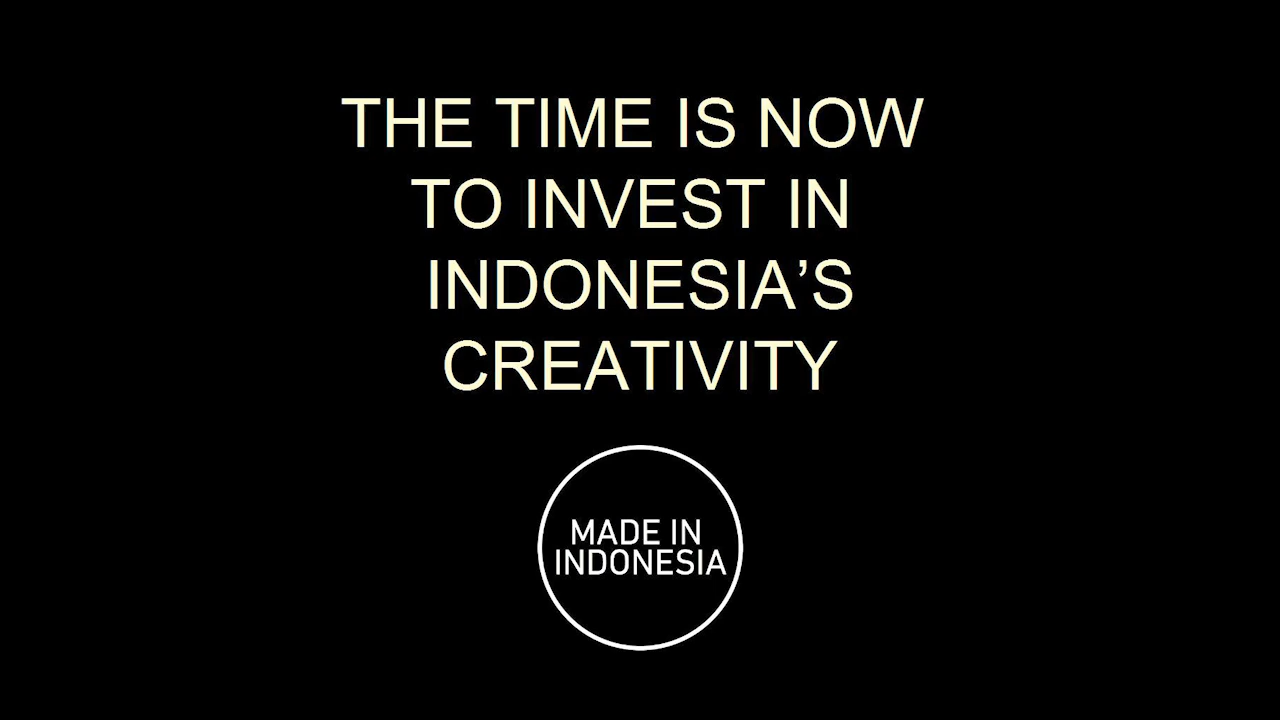 THE TIME IS NOW
TO INVEST IN
INDONESIA’S
CREATIVITY
MADE IN
INDONESIA